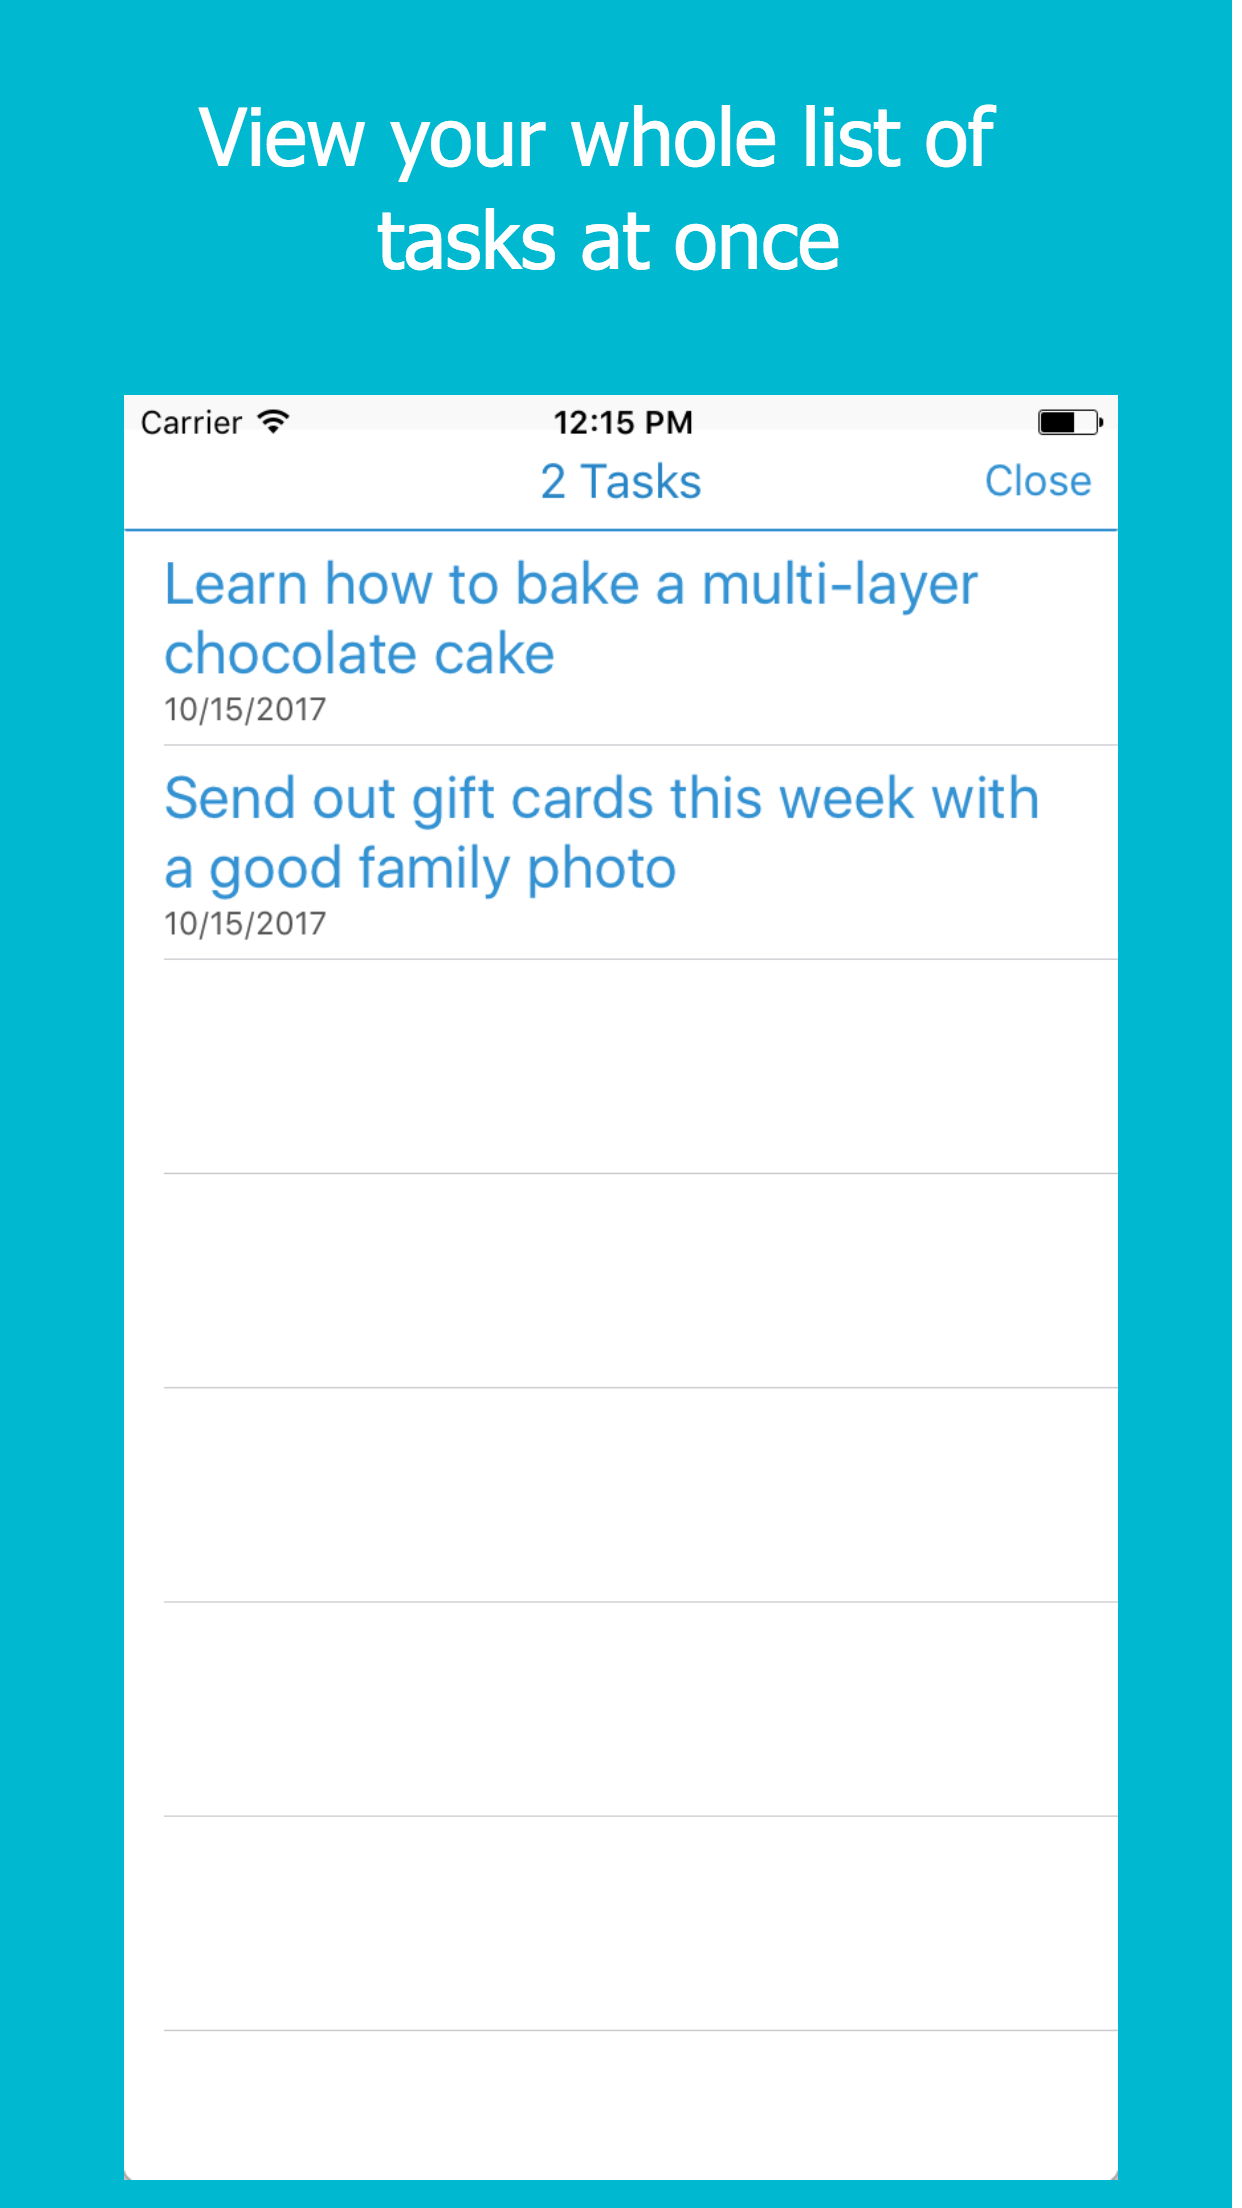 View your whole list of
tasks at once
Carrier 12:15 PM
2 Tasks Close
Learn how to bake a multi-layer
chocolate cake
10/15/2017
Send out gift cards this week with
a good family photo
10/15/2017